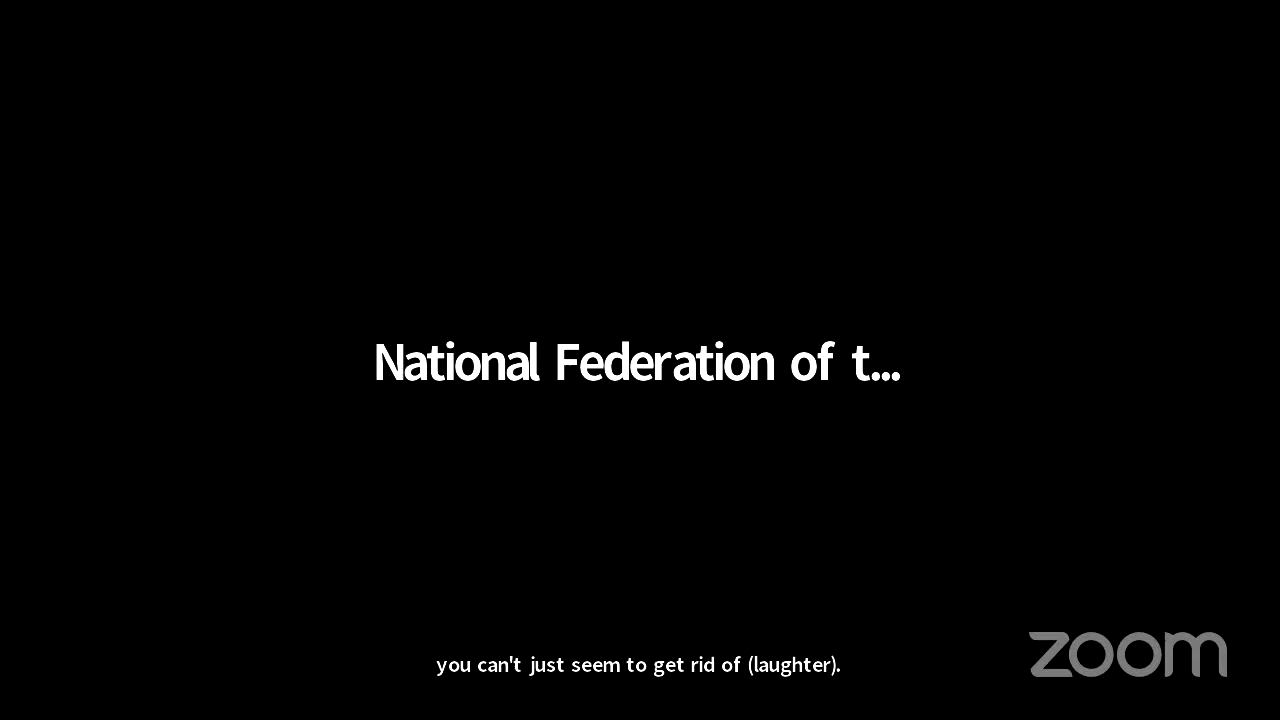 National Federation of t...
you can't just seem to get rid of (laughter).
zoom